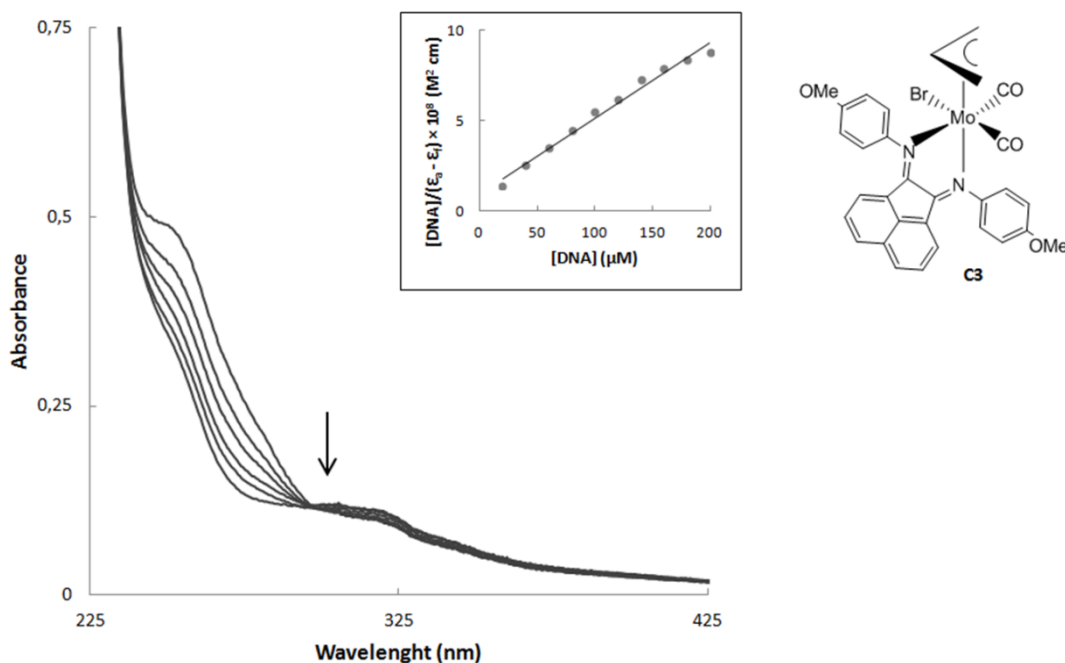 0,75
0,5
0,25
0
Absorbance
225
325
425
Wavelenght (nm)
10
5
0
[DNA]/(εa - εf) × 10⁸ (M² cm)
0
50
100
150
200
[DNA] (μM)
OMe
Br
Mo
CO
CO
N
N
OMe
C3